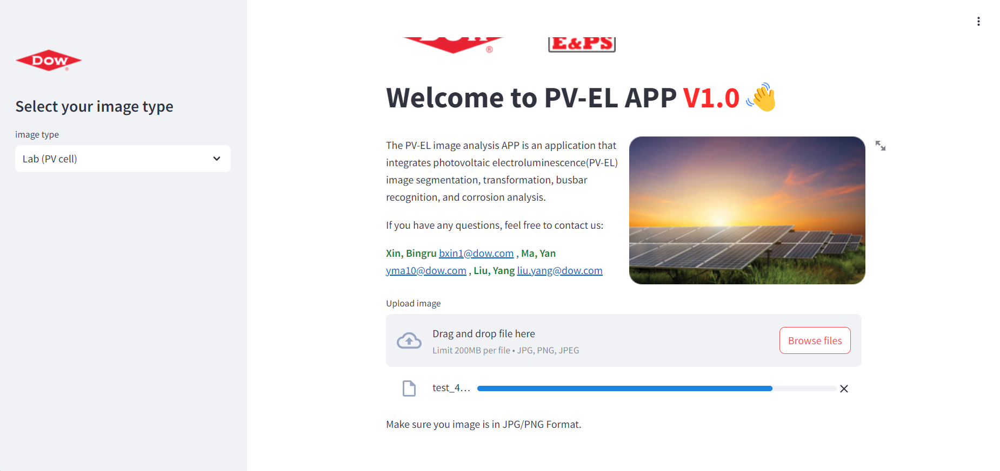 DOW
®
Select your image type
image type
Lab (PV cell)
DOW
®
E&PS
Welcome to PV-EL APP V1.0
The PV-EL image analysis APP is an application that
integrates photovoltaic electroluminescence(PV-EL)
image segmentation, transformation, busbar
recognition, and corrosion analysis.
If you have any questions, feel free to contact us:
Xin, Bingru bxin1@dow.com , Ma, Yan
yma10@dow.com , Liu, Yang liu.yang@dow.com
Upload image
Drag and drop file here
Limit 200MB per file • JPG, PNG, JPEG
Browse files
test_4...
Make sure you image is in JPG/PNG Format.